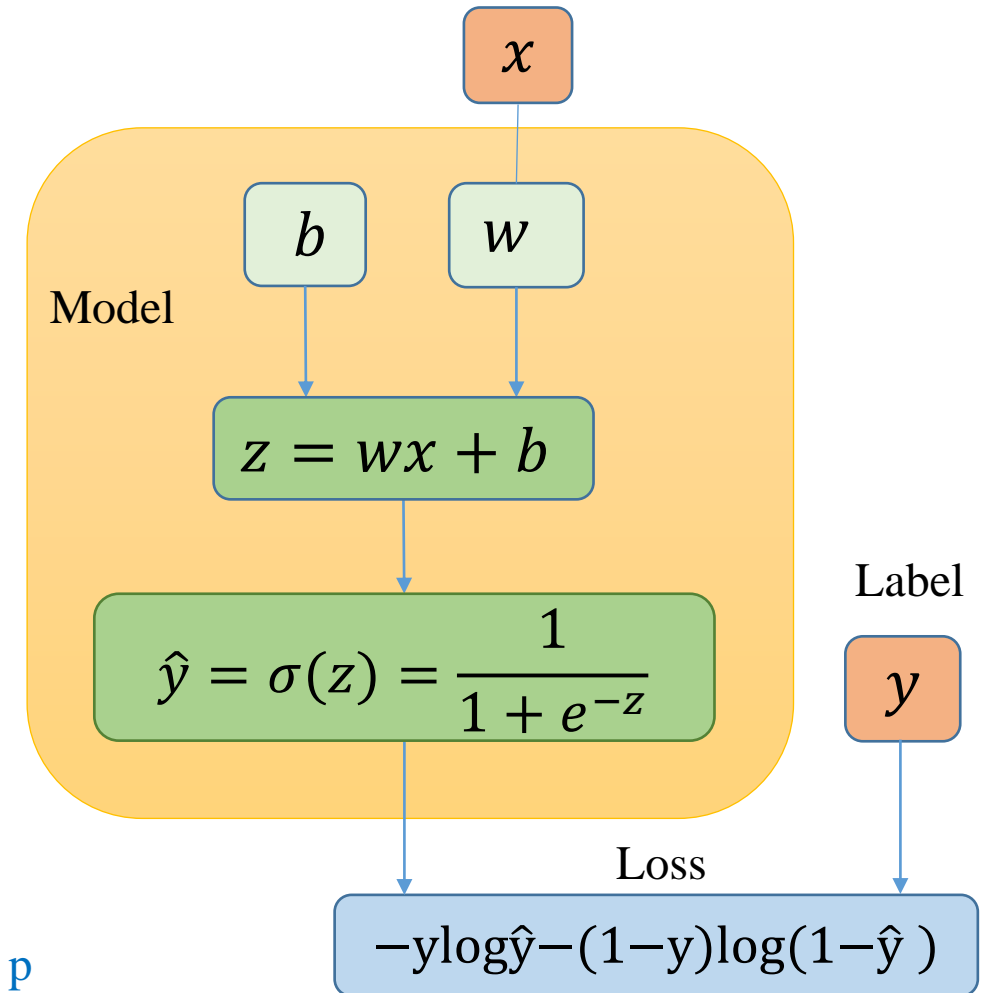 x
b w
Model
z = wx + b
Label
ŷ = σ(z) = 1 / (1 + e^{−z})
y
Loss
−ylogŷ−(1−y)log(1−ŷ )
p